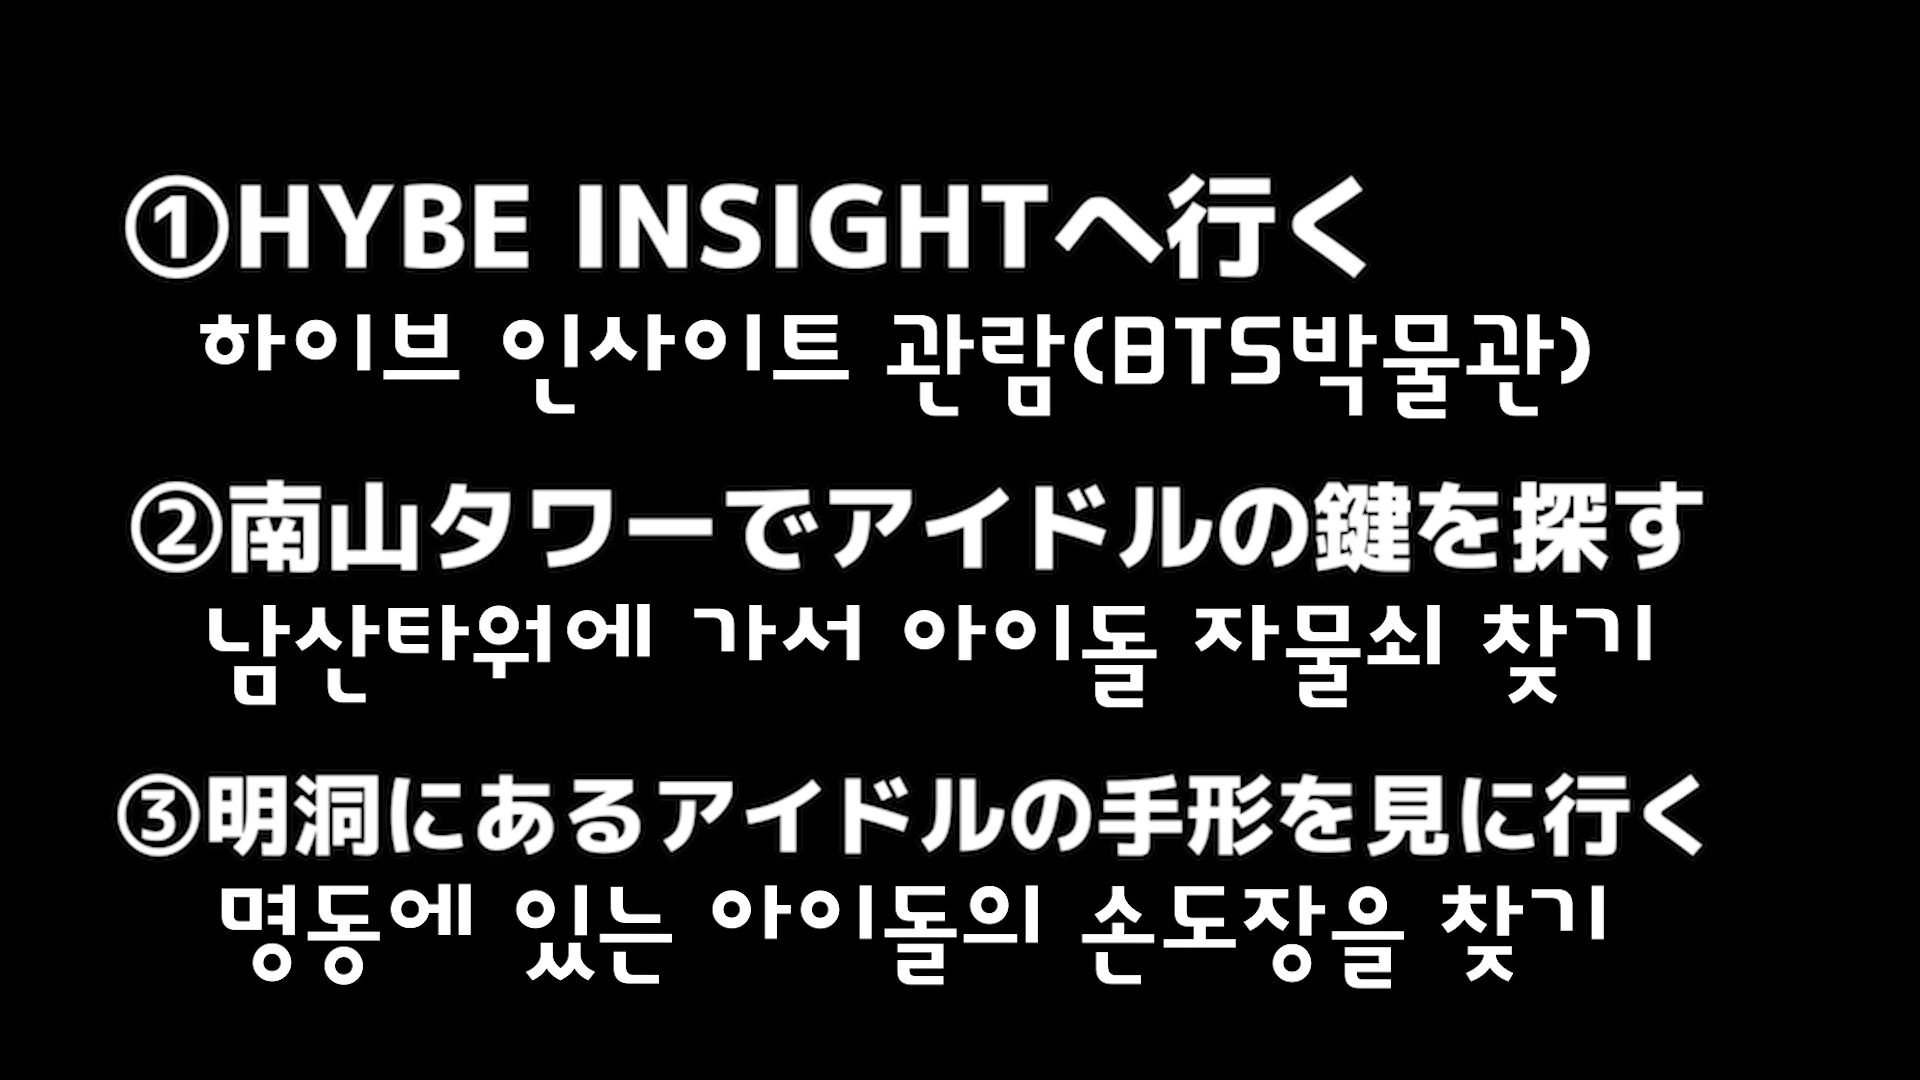 ①HYBE INSIGHTへ行く
하이브 인사이트 관람(BTS박물관)
②南山タワーでアイドルの鍵を探す
남산타워에 가서 아이돌 자물쇠 찾기
③明洞にあるアイドルの手形を見に行く
명동에 있는 아이돌의 손도장을 찾기